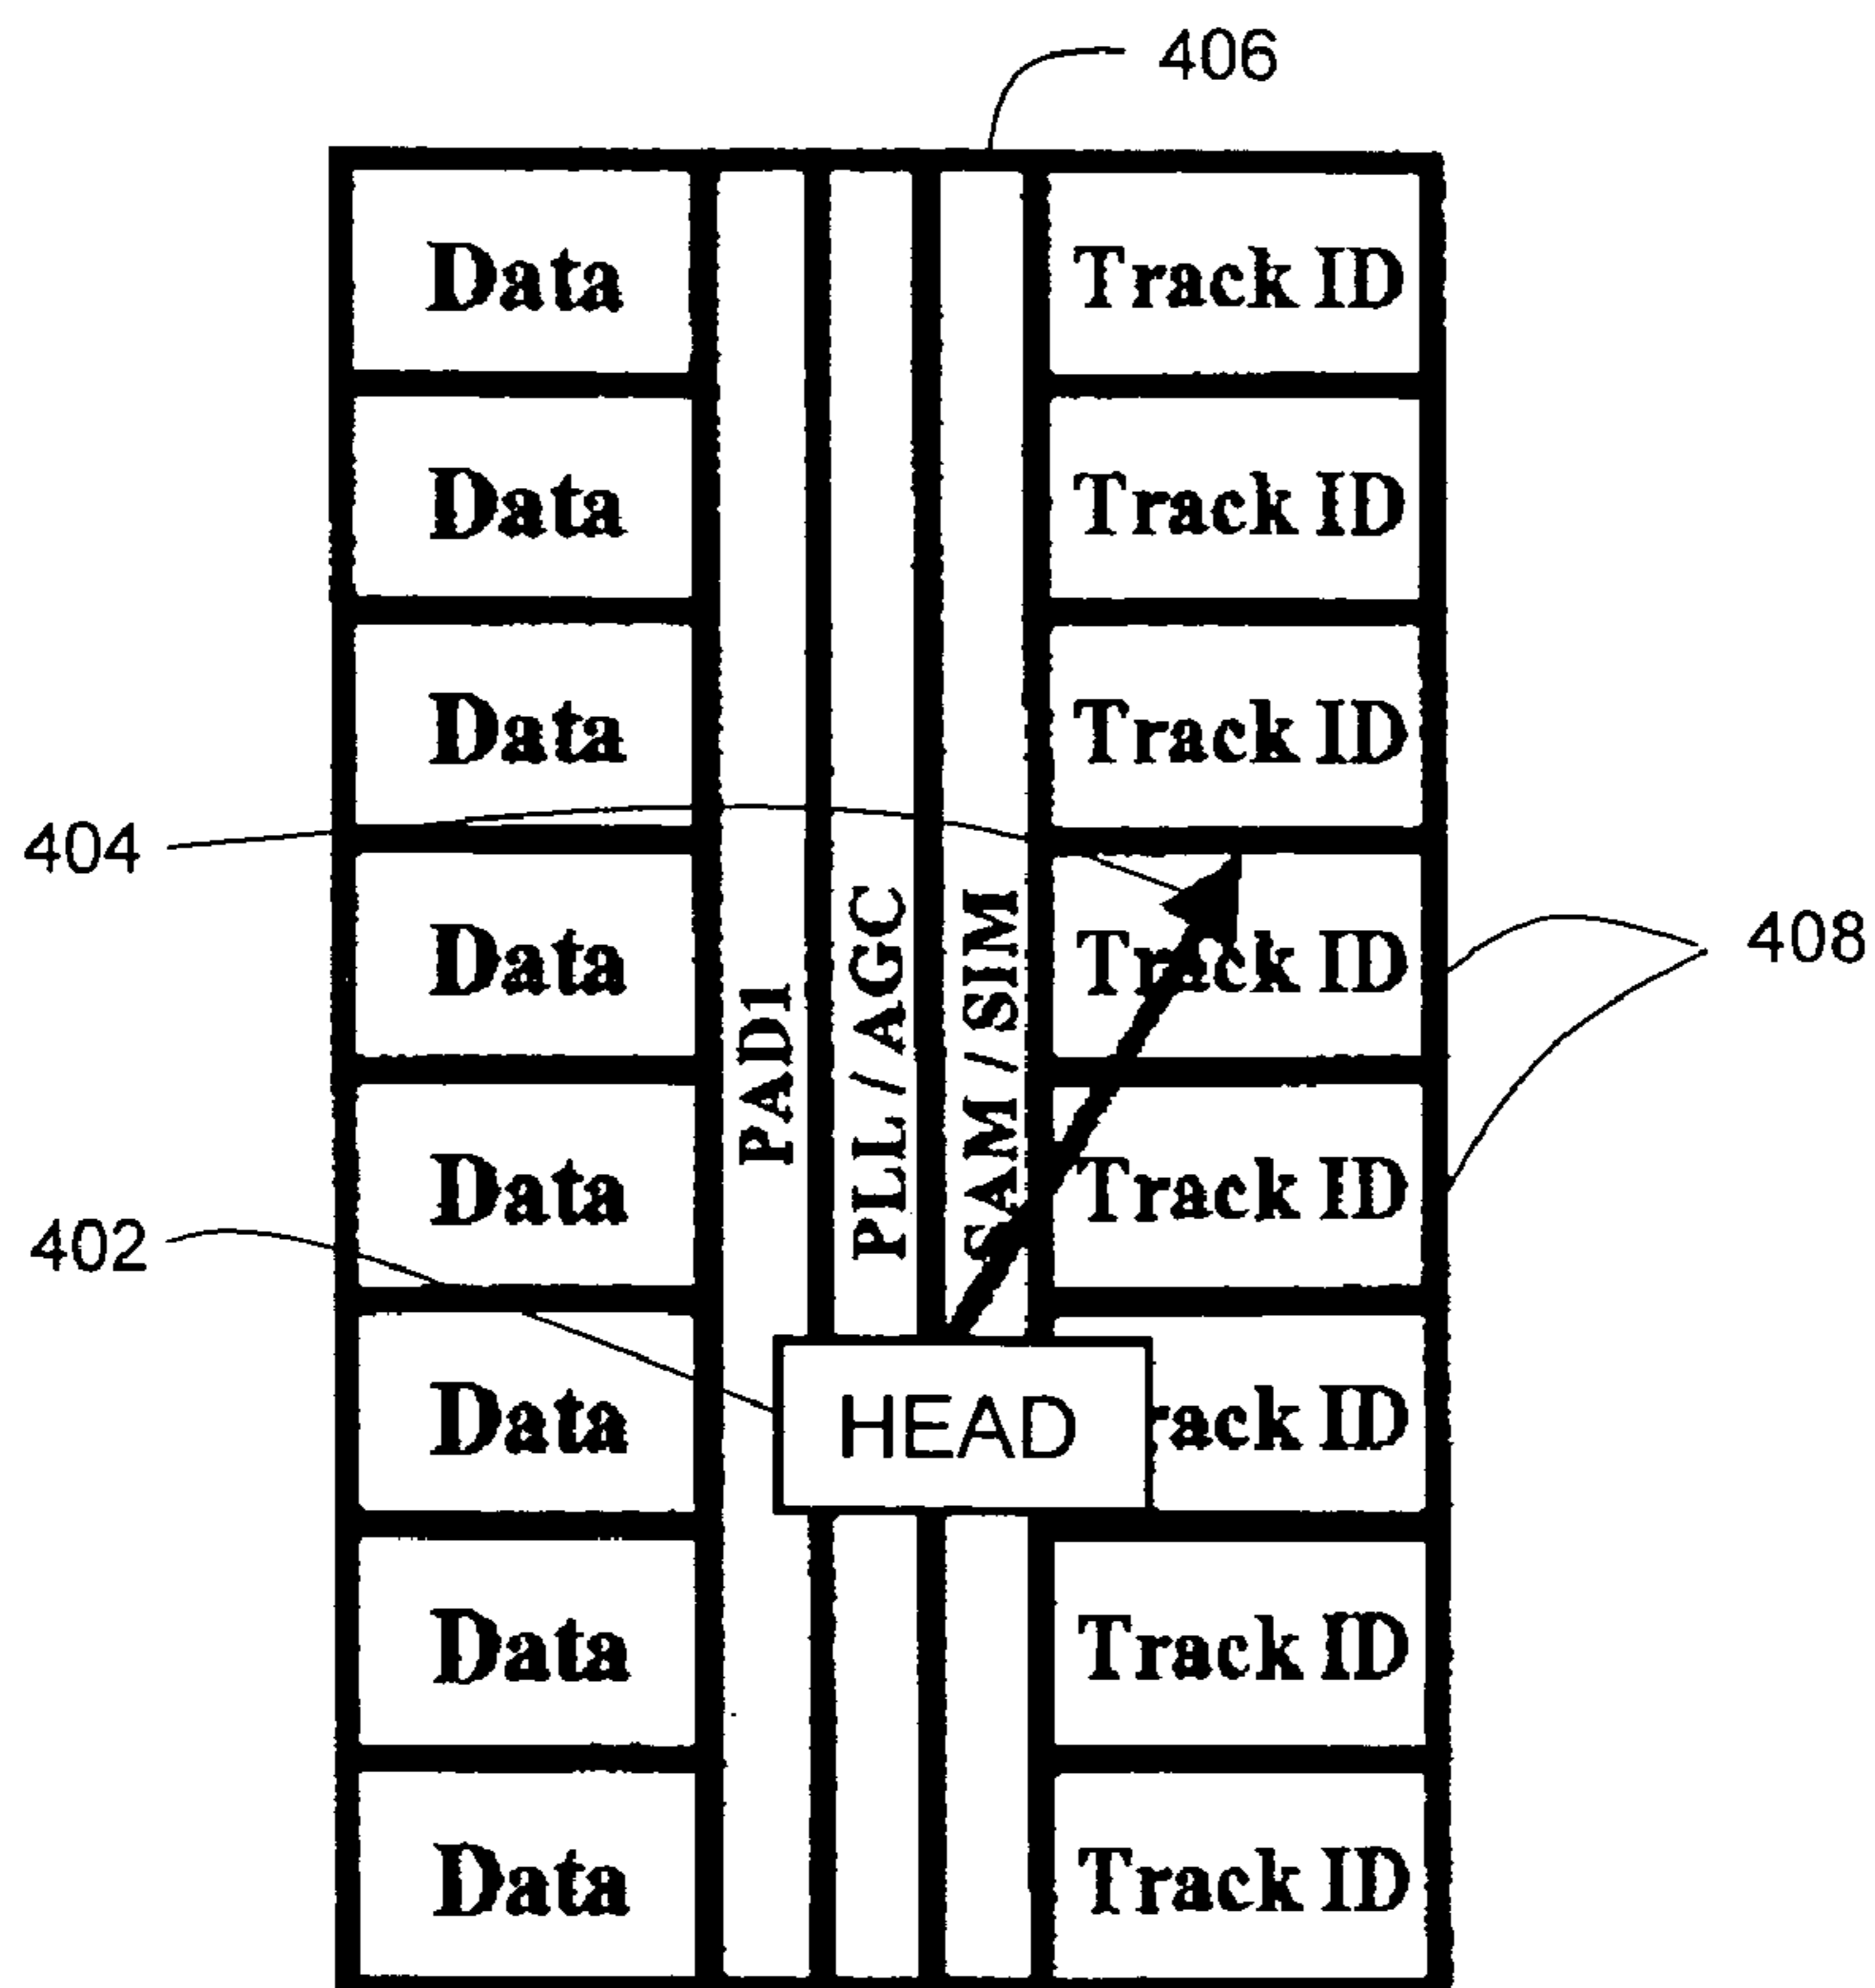 406
Data Track ID
Data Track ID
Data Track ID
404
Data Track ID
408
PAD1
PLL/AGC
SAM/SIM
Data Track ID
402
Data HEAD rack ID
Data Track ID
Data Track ID